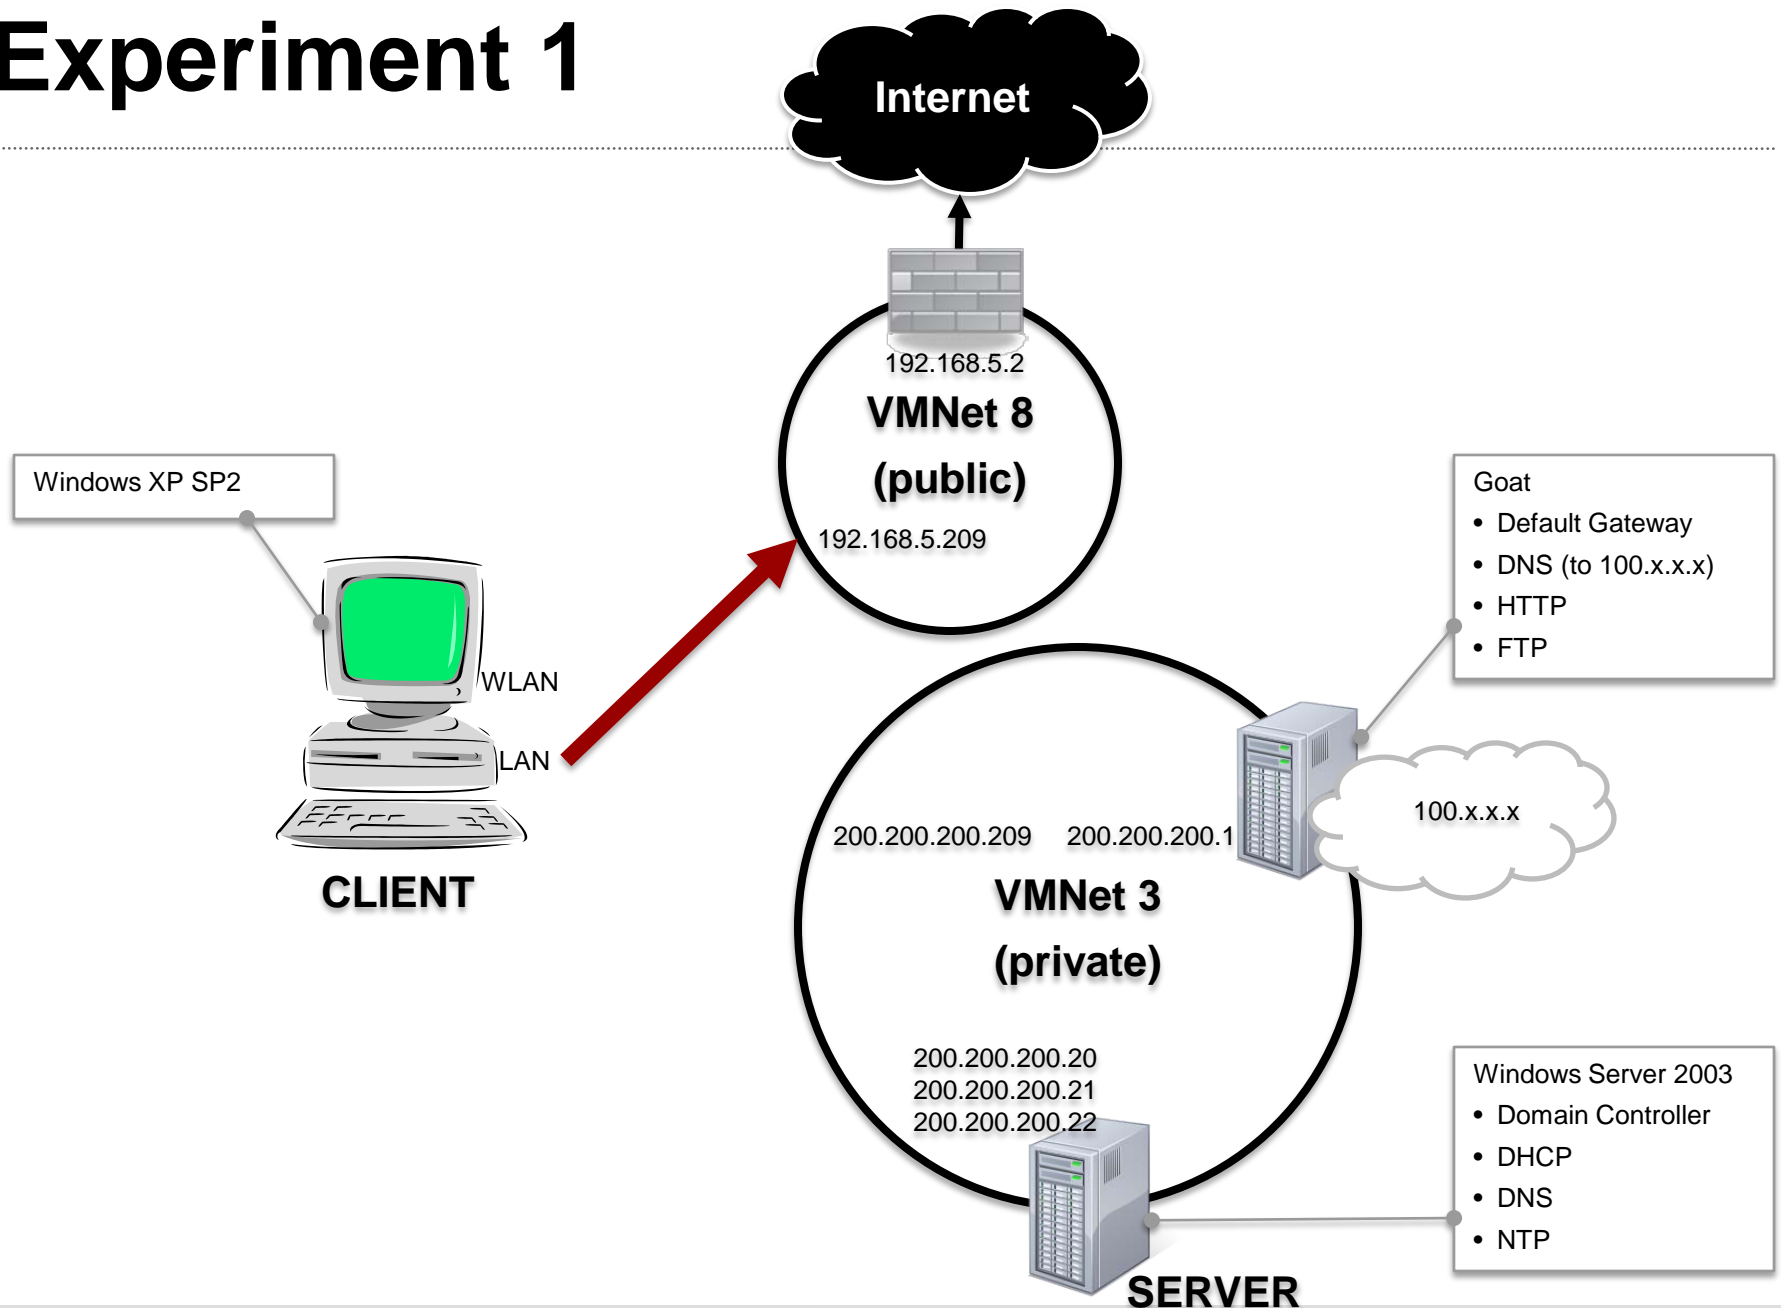 Experiment 1
Internet
192.168.5.2
VMNet 8
(public)
192.168.5.209
Windows XP SP2
WLAN
LAN
CLIENT
Goat
• Default Gateway
• DNS (to 100.x.x.x)
• HTTP
• FTP
100.x.x.x
200.200.200.209 200.200.200.1
VMNet 3
(private)
200.200.200.20
200.200.200.21
200.200.200.22
SERVER
Windows Server 2003
• Domain Controller
• DHCP
• DNS
• NTP